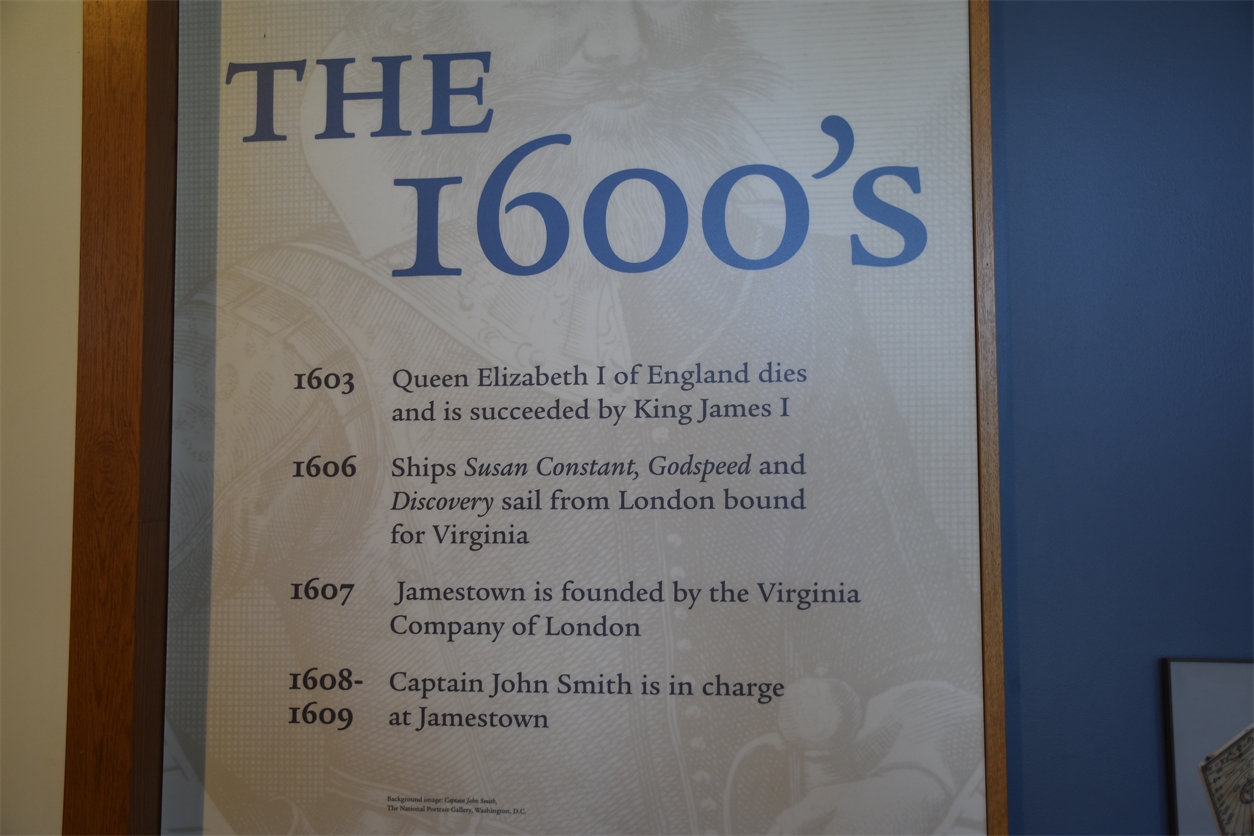 THE
1600's
1603 Queen Elizabeth I of England dies
and is succeeded by King James I
1606 Ships Susan Constant, Godspeed and
Discovery sail from London bound
for Virginia
1607 Jamestown is founded by the Virginia
Company of London
1608- Captain John Smith is in charge
1609 at Jamestown
Background image: Captain John Smith,
The National Portrait Gallery, Washington, D.C.